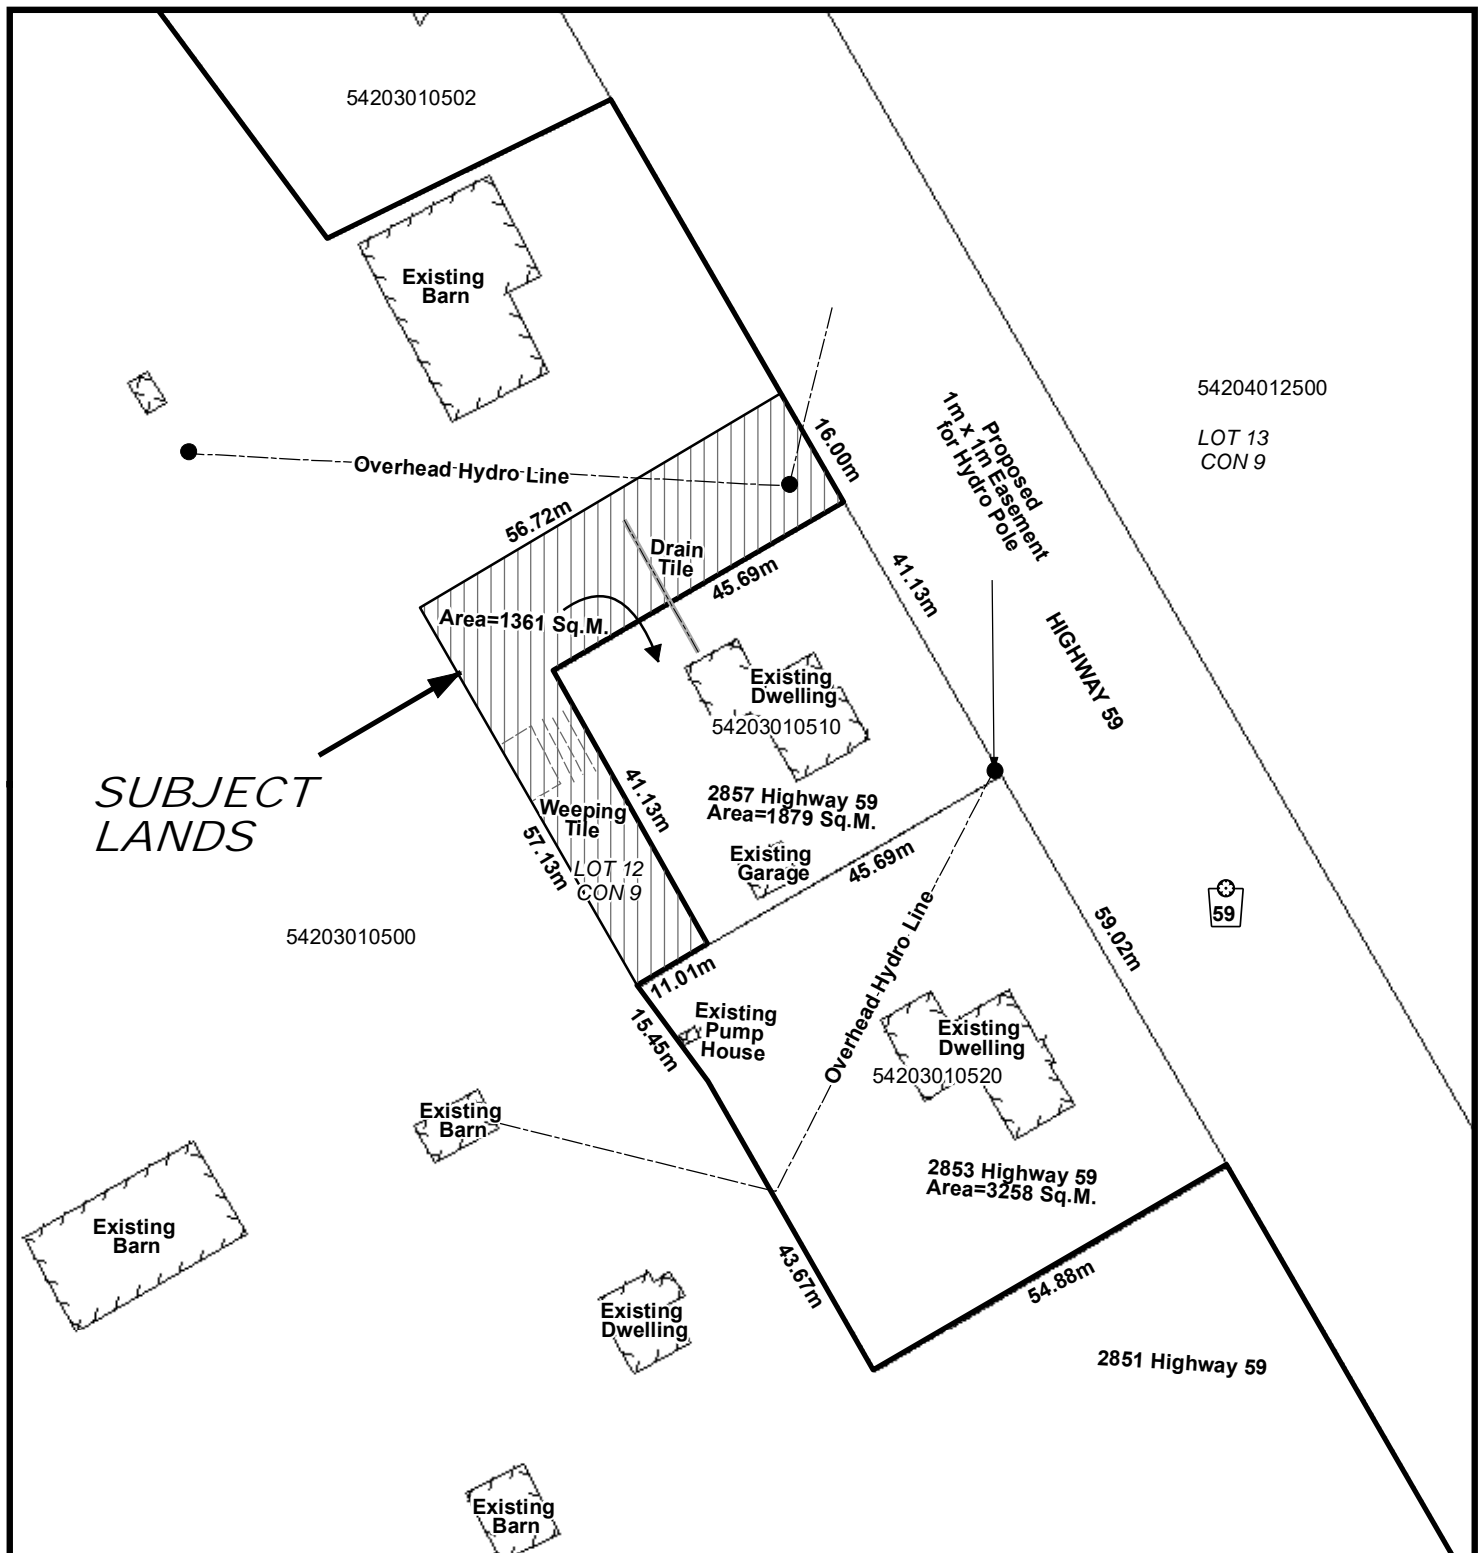 54203010502
Existing
Barn
54204012500
LOT 13
CON 9
Proposed
1m x 1m Easement
for Hydro Pole
16.00m
Overhead Hydro Line
56.72m
Drain
Tile
45.69m
41.13m
Area=1361 Sq.M.
HIGHWAY 59
Existing
Dwelling
54203010510
SUBJECT
LANDS
41.13m
2857 Highway 59
Area=1879 Sq.M.
Weeping
Tile
57.13m
LOT 12
CON 9
Existing
Garage
45.69m
59
54203010500
59.02m
11.01m
Overhead Hydro Line
15.45m
Existing
Pump
House
Existing
Dwelling
54203010520
Existing
Barn
2853 Highway 59
Area=3258 Sq.M.
Existing
Barn
43.67m
54.88m
Existing
Dwelling
2851 Highway 59
Existing
Barn